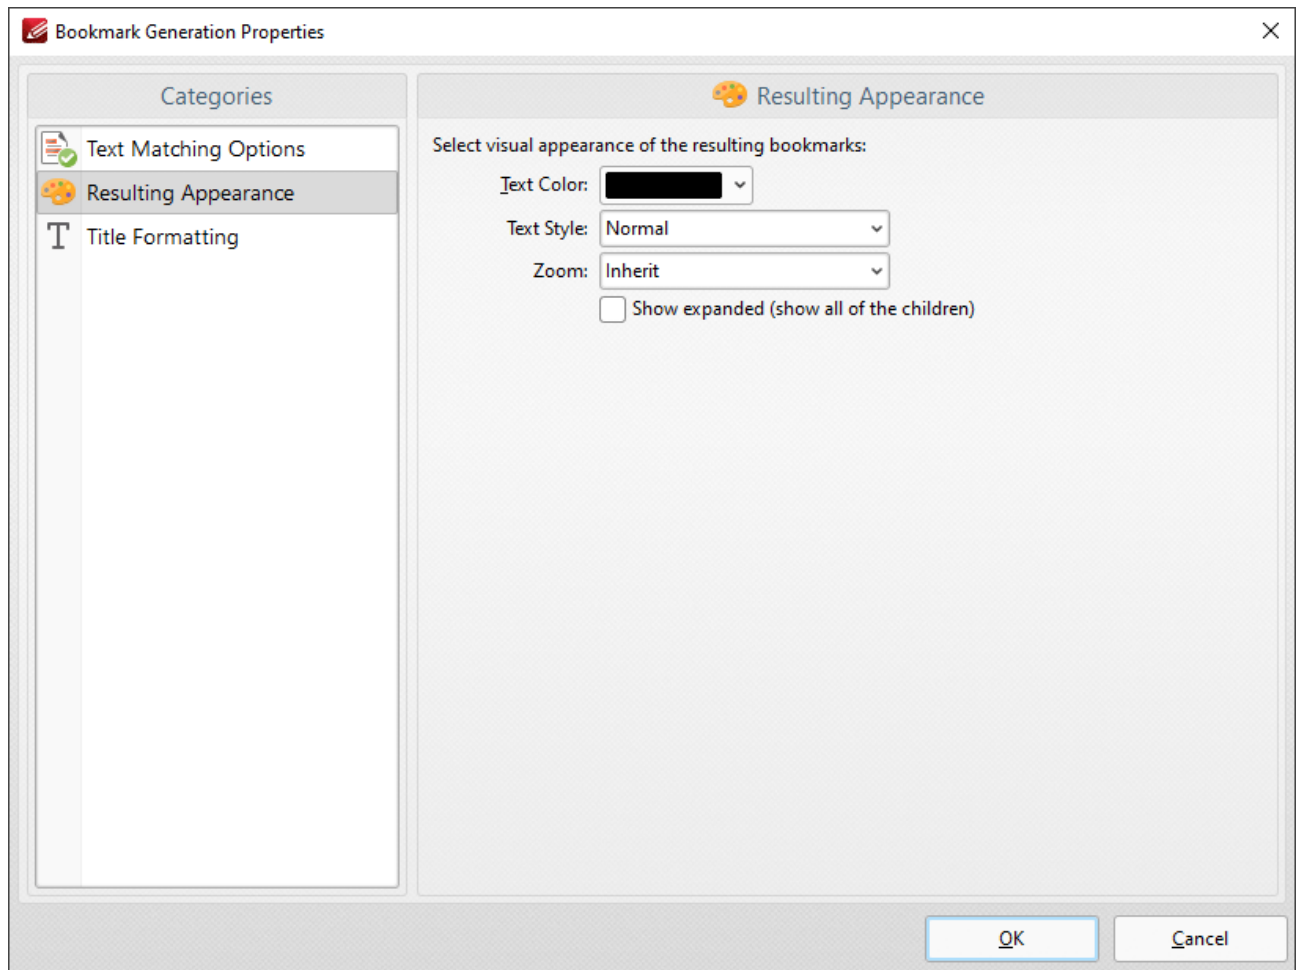 Bookmark Generation Properties
Categories
Text Matching Options
Resulting Appearance
Title Formatting
Resulting Appearance
Select visual appearance of the resulting bookmarks:
Text Color:
Text Style: Normal
Zoom: Inherit
Show expanded (show all of the children)
OK Cancel